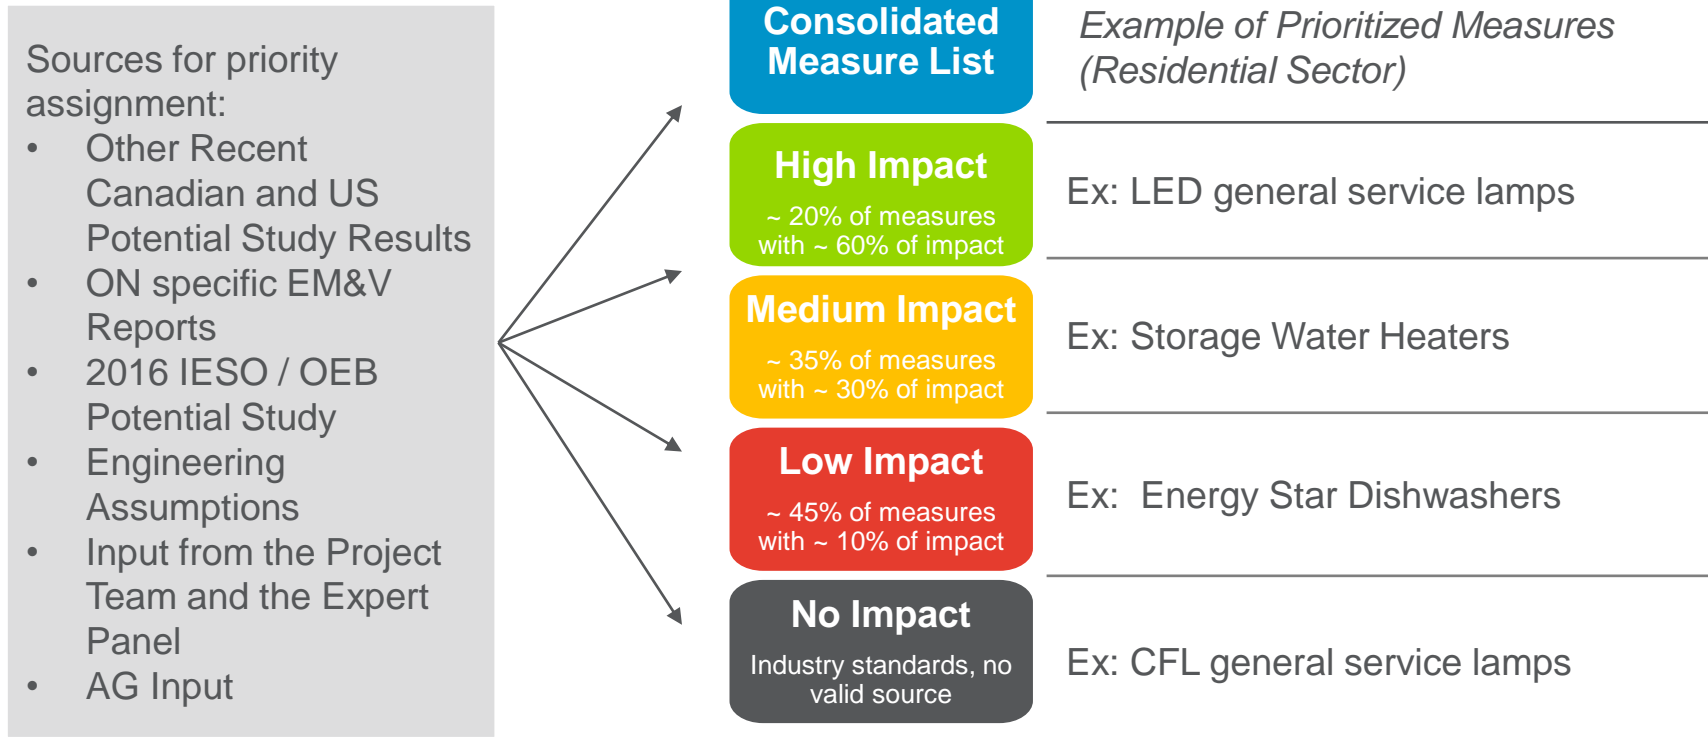 Sources for priority
assignment:
• Other Recent
Canadian and US
Potential Study Results
• ON specific EM&V
Reports
• 2016 IESO / OEB
Potential Study
• Engineering
Assumptions
• Input from the Project
Team and the Expert
Panel
• AG Input
Consolidated
Measure List
Example of Prioritized Measures
(Residential Sector)
High Impact
~ 20% of measures
with ~ 60% of impact
Ex: LED general service lamps
Medium Impact
~ 35% of measures
with ~ 30% of impact
Ex: Storage Water Heaters
Low Impact
~ 45% of measures
with ~ 10% of impact
Ex: Energy Star Dishwashers
No Impact
Industry standards, no
valid source
Ex: CFL general service lamps